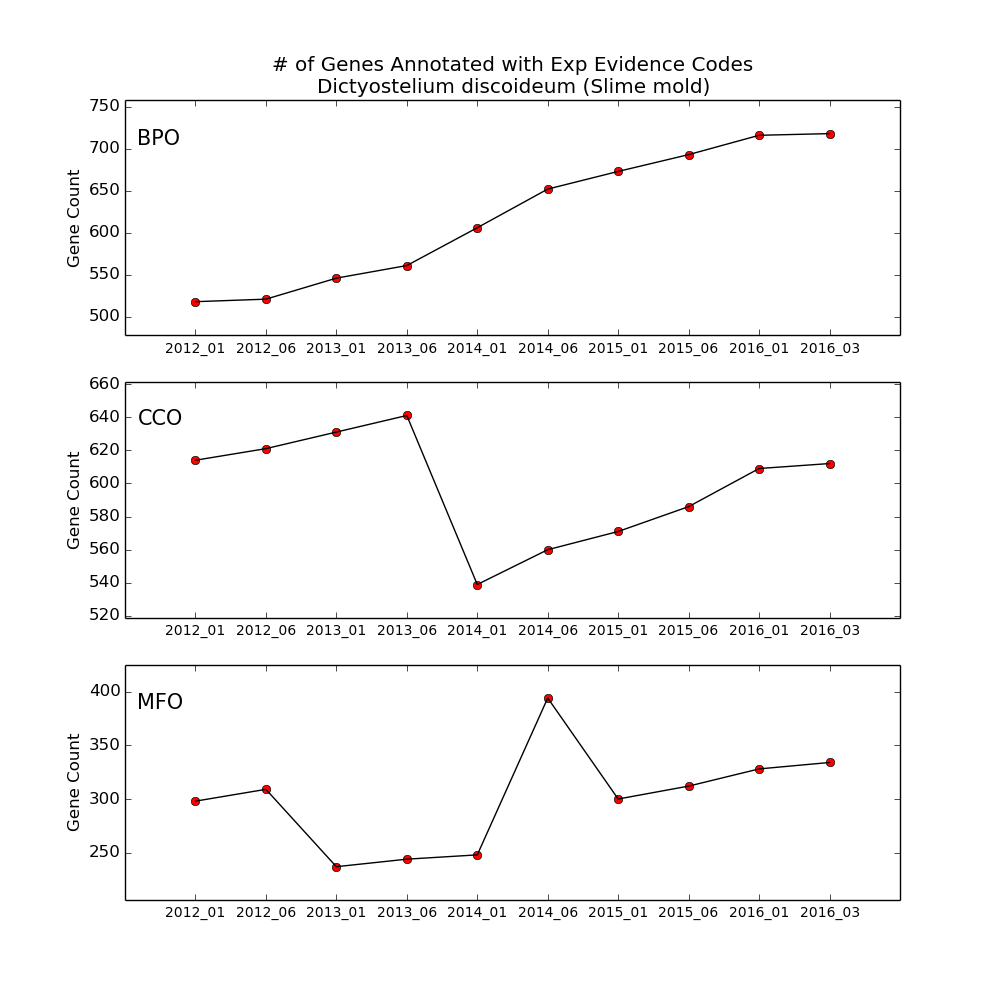 # of Genes Annotated with Exp Evidence Codes
Dictyostelium discoideum (Slime mold)
BPO
Gene Count
750
700
650
600
550
500
2012_01 2012_06 2013_01 2013_06 2014_01 2014_06 2015_01 2015_06 2016_01 2016_03
CCO
Gene Count
660
640
620
600
580
560
540
520
2012_01 2012_06 2013_01 2013_06 2014_01 2014_06 2015_01 2015_06 2016_01 2016_03
MFO
Gene Count
400
350
300
250
2012_01 2012_06 2013_01 2013_06 2014_01 2014_06 2015_01 2015_06 2016_01 2016_03